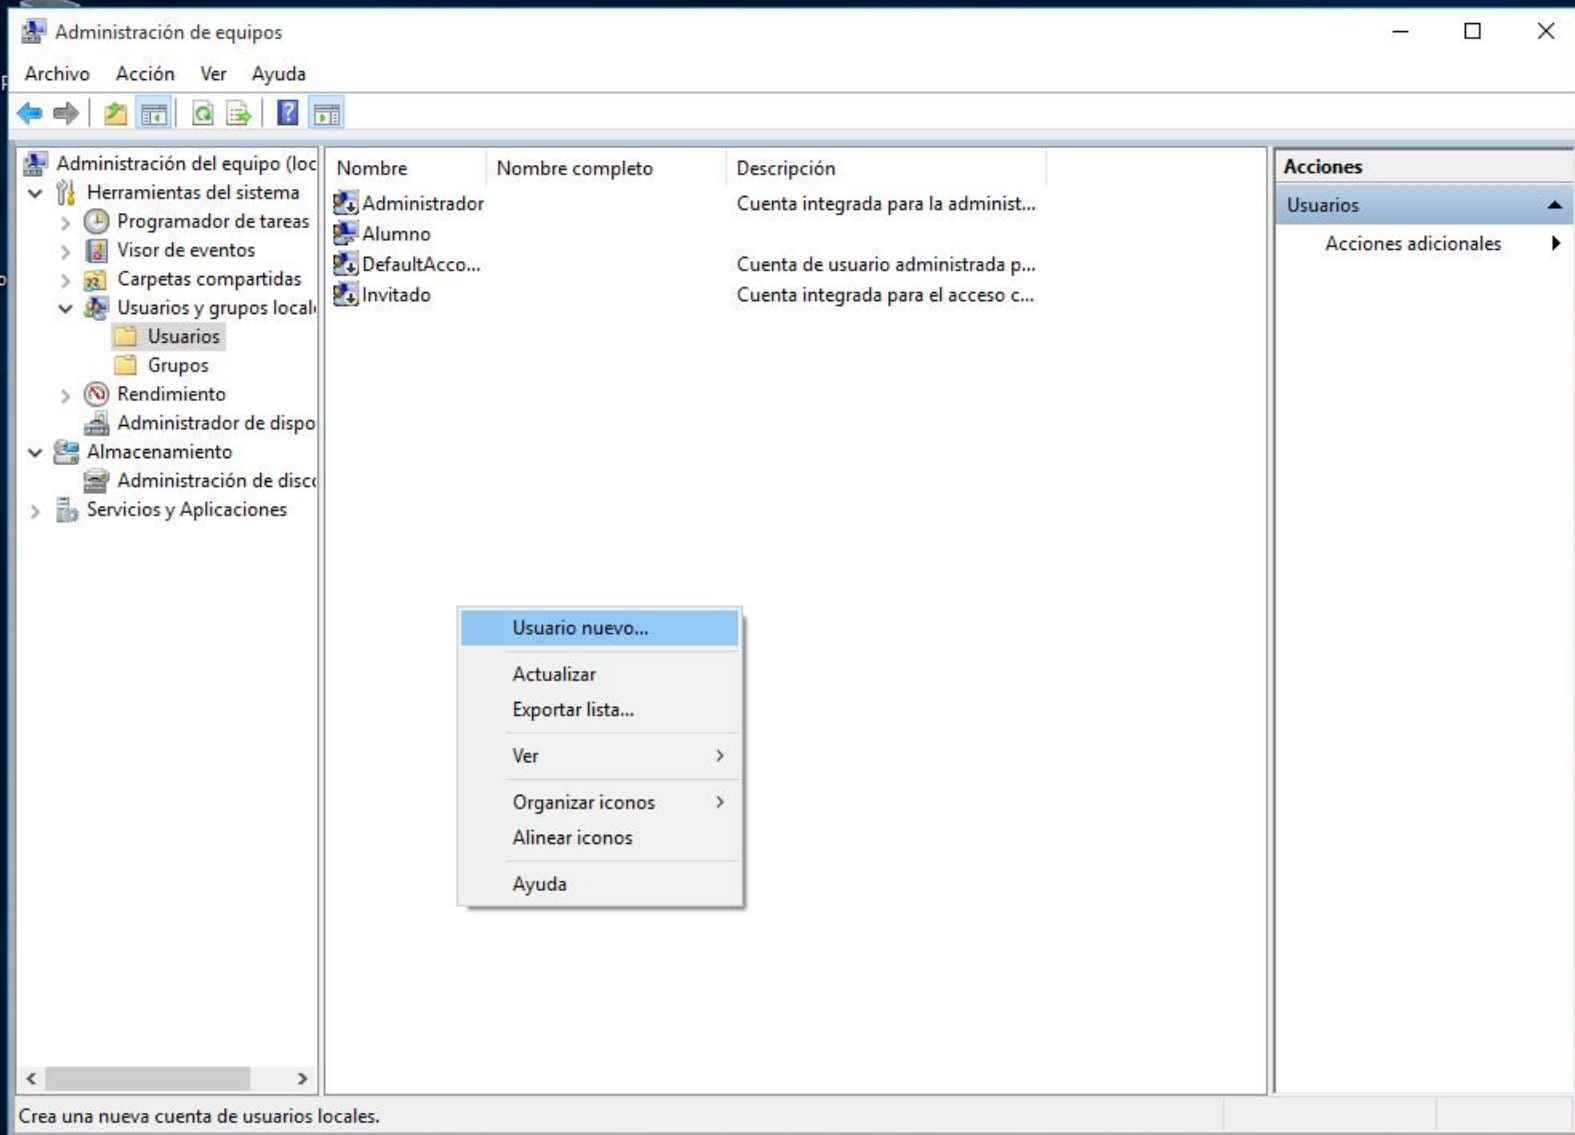 Administración de equipos
Archivo Acción Ver Ayuda
Administración del equipo (loc
Herramientas del sistema
Programador de tareas
Visor de eventos
Carpetas compartidas
Usuarios y grupos local
Usuarios
Grupos
Rendimiento
Administrador de dispo
Almacenamiento
Administración de disc
Servicios y Aplicaciones
Nombre Nombre completo Descripción
Administrador Cuenta integrada para la administ...
Alumno
DefaultAcco... Cuenta de usuario administrada p...
Invitado Cuenta integrada para el acceso c...
Usuario nuevo...
Actualizar
Exportar lista...
Ver
Organizar iconos
Alinear iconos
Ayuda
Acciones
Usuarios
Acciones adicionales
Crea una nueva cuenta de usuarios locales.